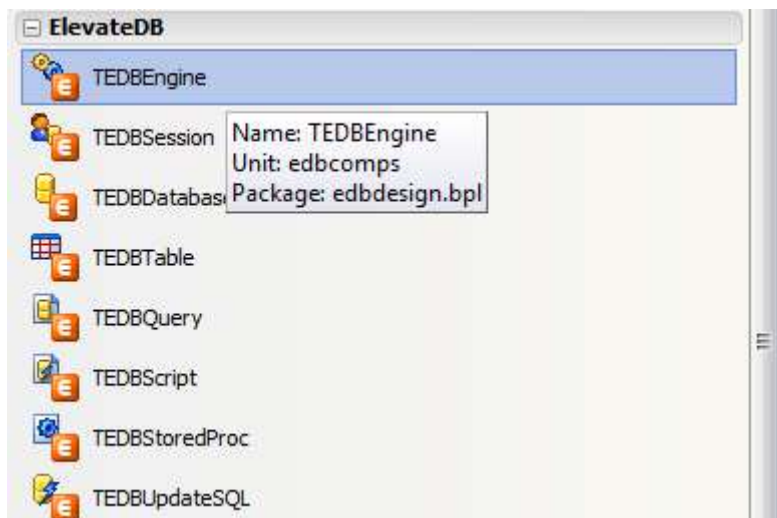 ElevateDB
TEDBEngine
TEDBSession
Name: TEDBEngine
Unit: edbcomps
Package: edbdesign.bpl
TEDBDatabas
TEDBTable
TEDBQuery
TEDBScript
TEDBStoredProc
TEDBUpdateSQL